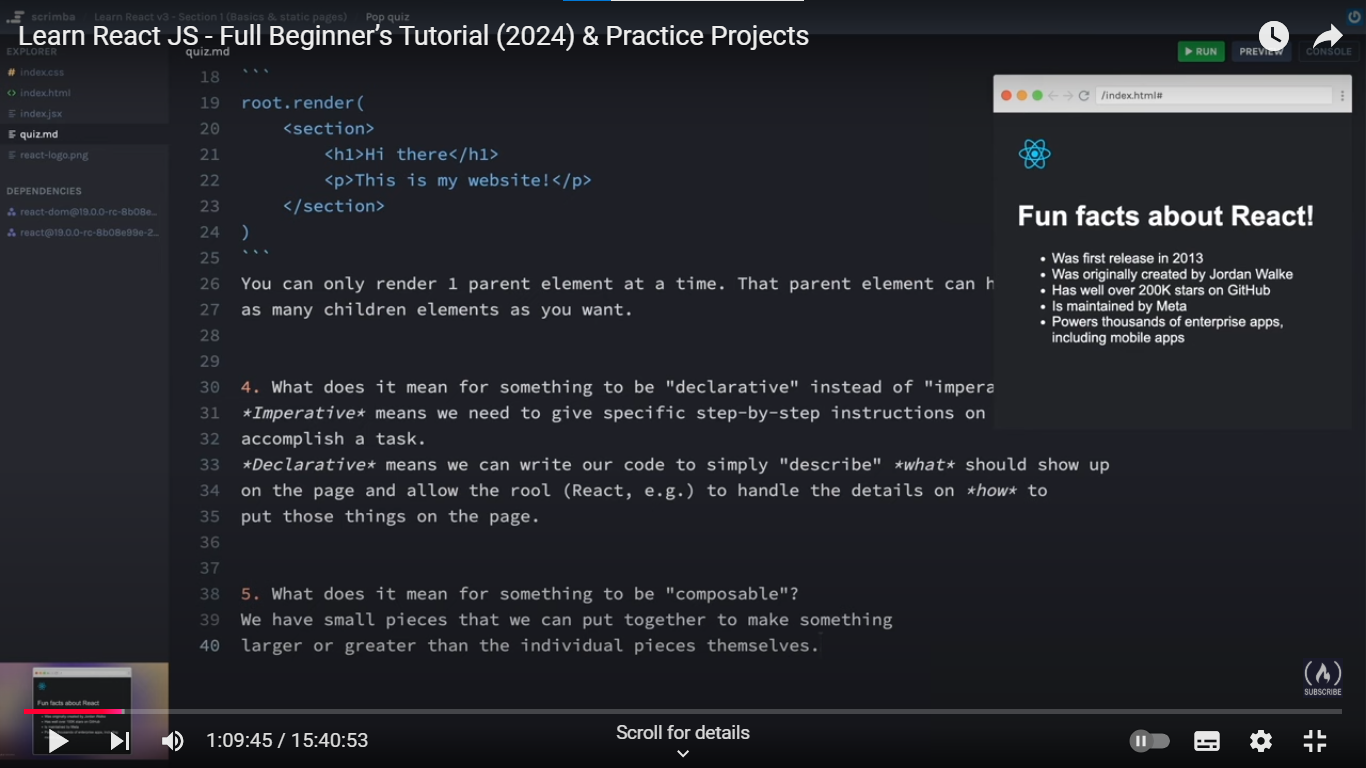 scrimba Learn React v3 - Section 1 (Basics & static pages) Pop quiz
Learn React JS - Full Beginner’s Tutorial (2024) & Practice Projects
EXPLORER
quiz.md
RUN PREVIEW CONSOLE
# index.css
<> index.html
index.jsx
quiz.md
react-logo.png
DEPENDENCIES
react-dom@19.0.0-rc-8b08e...
react@19.0.0-rc-8b08e99e-2...
18 ```
19 root.render(
20 <section>
21 <h1>Hi there</h1>
22 <p>This is my website!</p>
23 </section>
24 )
25 ```
26 You can only render 1 parent element at a time. That parent element can h
27 as many children elements as you want.
28
29
30 4. What does it mean for something to be "declarative" instead of "impera
31 *Imperative* means we need to give specific step-by-step instructions on
32 accomplish a task.
33 *Declarative* means we can write our code to simply "describe" *what* should show up
34 on the page and allow the rool (React, e.g.) to handle the details on *how* to
35 put those things on the page.
36
37
38 5. What does it mean for something to be "composable"?
39 We have small pieces that we can put together to make something
40 larger or greater than the individual pieces themselves.
/index.html#
Fun facts about React!
• Was first release in 2013
• Was originally created by Jordan Walke
• Has well over 200K stars on GitHub
• Is maintained by Meta
• Powers thousands of enterprise apps,
including mobile apps
SUBSCRIBE
Fun facts about React
1:09:45 / 15:40:53
Scroll for details